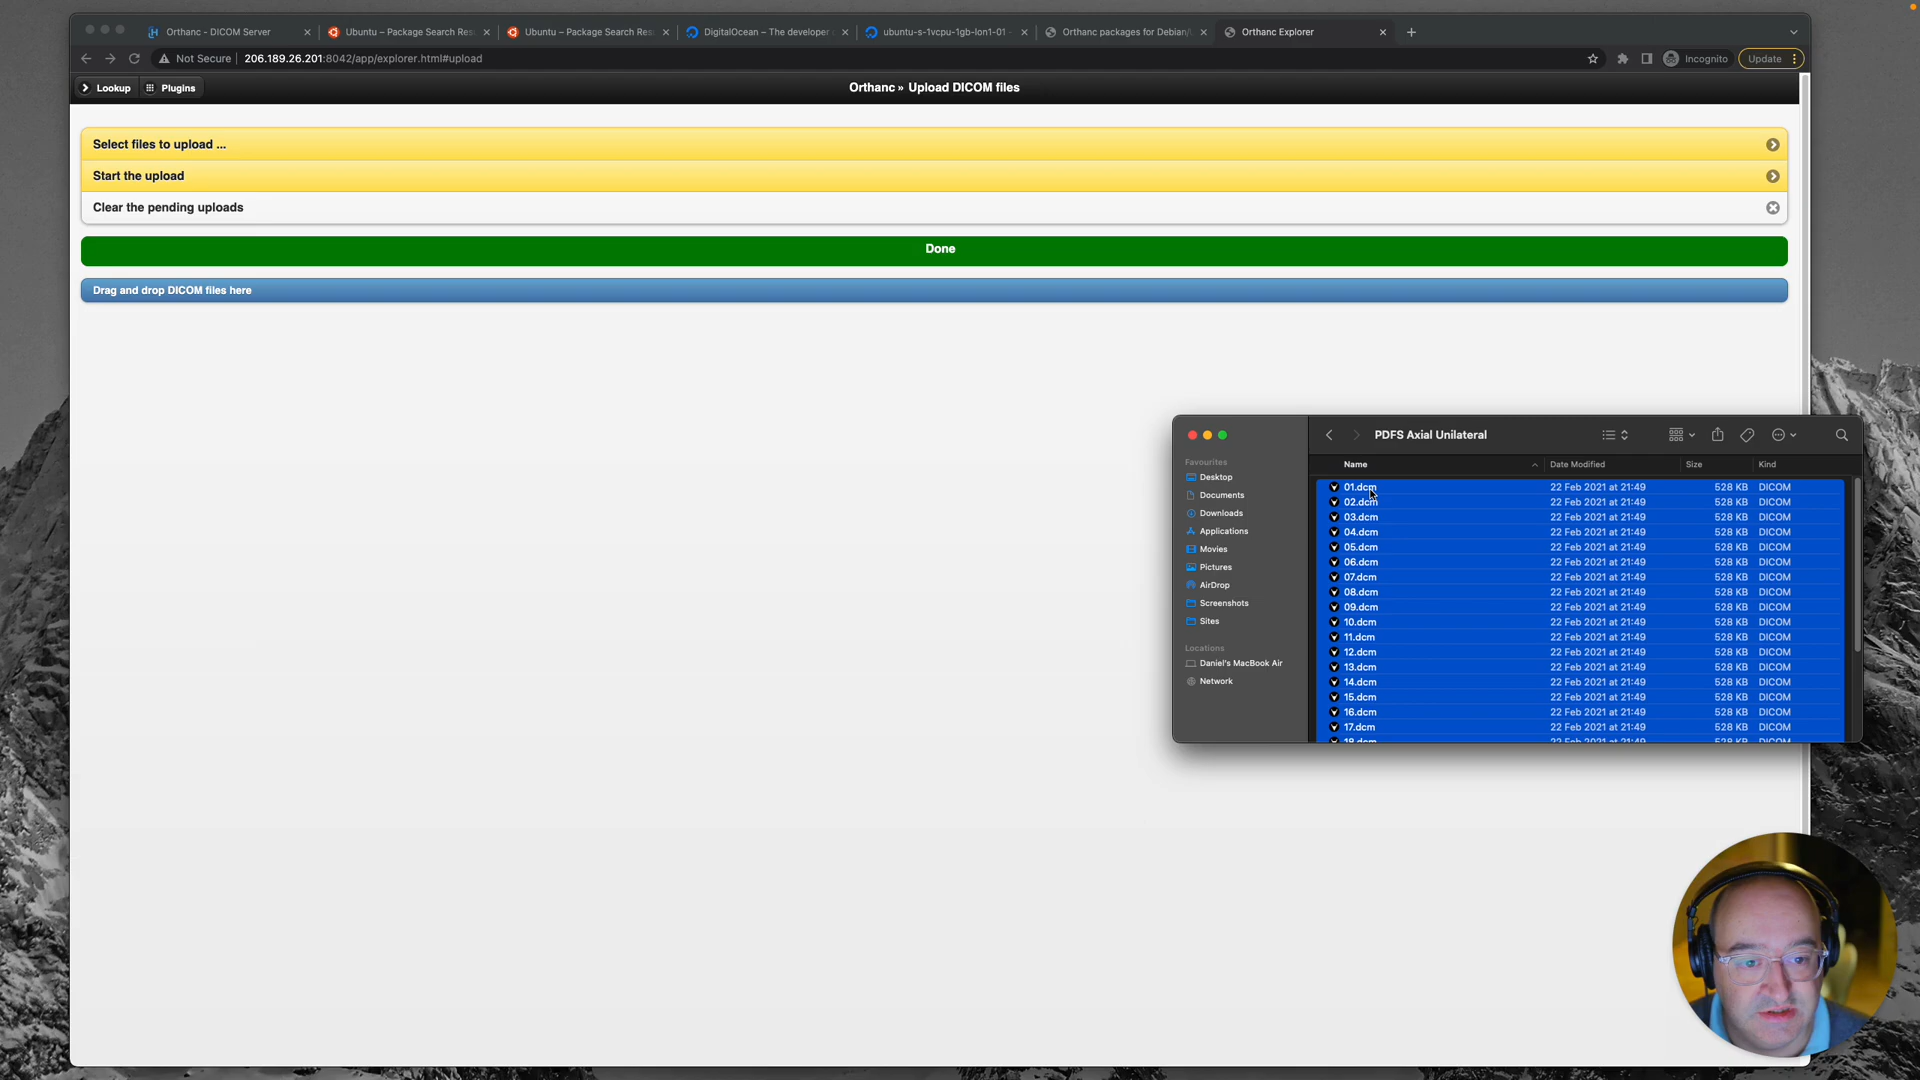 Orthanc - DICOM Server
Ubuntu – Package Search Res
Ubuntu – Package Search Res
DigitalOcean – The developer
ubuntu-s-1vcpu-1gb-lon1-01
Orthanc packages for Debian/
Orthanc Explorer
Not Secure
206.189.26.201:8042/app/explorer.html#upload
Incognito
Update
Lookup
Plugins
Orthanc » Upload DICOM files
Select files to upload ...
Start the upload
Clear the pending uploads
Done
Drag and drop DICOM files here
PDFS Axial Unilateral
Favourites
Desktop
Documents
Downloads
Applications
Movies
Pictures
AirDrop
Screenshots
Sites
Locations
Daniel's MacBook Air
Network
Name Date Modified Size Kind
01.dcm 22 Feb 2021 at 21:49 528 KB DICOM
02.dcm 22 Feb 2021 at 21:49 528 KB DICOM
03.dcm 22 Feb 2021 at 21:49 528 KB DICOM
04.dcm 22 Feb 2021 at 21:49 528 KB DICOM
05.dcm 22 Feb 2021 at 21:49 528 KB DICOM
06.dcm 22 Feb 2021 at 21:49 528 KB DICOM
07.dcm 22 Feb 2021 at 21:49 528 KB DICOM
08.dcm 22 Feb 2021 at 21:49 528 KB DICOM
09.dcm 22 Feb 2021 at 21:49 528 KB DICOM
10.dcm 22 Feb 2021 at 21:49 528 KB DICOM
11.dcm 22 Feb 2021 at 21:49 528 KB DICOM
12.dcm 22 Feb 2021 at 21:49 528 KB DICOM
13.dcm 22 Feb 2021 at 21:49 528 KB DICOM
14.dcm 22 Feb 2021 at 21:49 528 KB DICOM
15.dcm 22 Feb 2021 at 21:49 528 KB DICOM
16.dcm 22 Feb 2021 at 21:49 528 KB DICOM
17.dcm 22 Feb 2021 at 21:49 528 KB DICOM
18.dcm 22 Feb 2021 at 21:49 528 KB DICOM